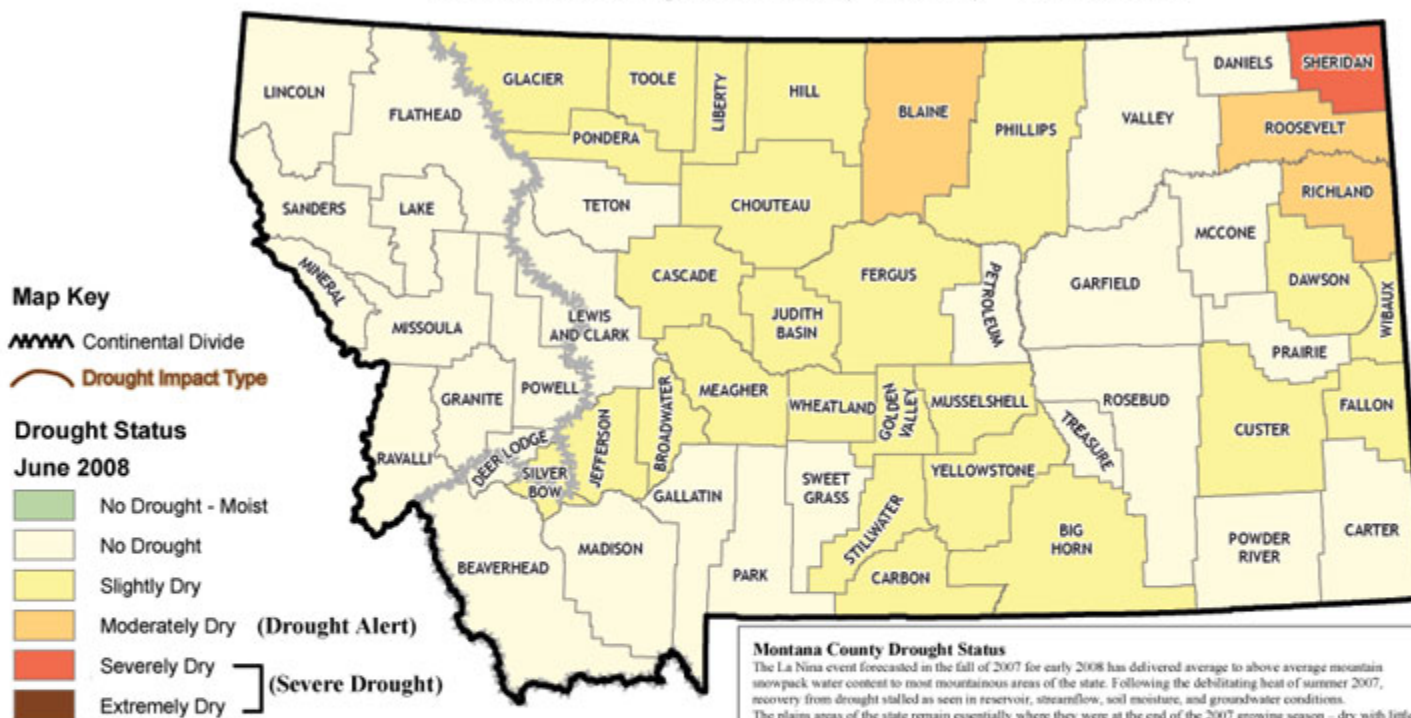 LINCOLN
FLATHEAD
GLACIER
TOOLE
LIBERTY
HILL
BLAINE
PHILLIPS
VALLEY
DANIELS
SHERIDAN
ROOSEVELT
RICHLAND
PONDERA
TETON
CHOUTEAU
SANDERS
LAKE
MINERAL
MISSOULA
LEWIS
AND CLARK
CASCADE
JUDITH
BASIN
FERGUS
PETROLEUM
GARFIELD
MCCONE
DAWSON
WIBAUX
PRAIRIE
POWELL
GRANITE
RAVALLI
DEER LODGE
SILVER
BOW
JEFFERSON
BROADWATER
MEAGHER
WHEATLAND
GOLDEN
VALLEY
MUSSELSHELL
TREASURE
ROSEBUD
CUSTER
FALLON
BEAVERHEAD
MADISON
GALLATIN
PARK
SWEET
GRASS
STILLWATER
YELLOWSTONE
CARBON
BIG
HORN
POWDER
RIVER
CARTER
Map Key
Continental Divide
Drought Impact Type
Drought Status
June 2008
No Drought - Moist
No Drought
Slightly Dry
Moderately Dry (Drought Alert)
Severely Dry
(Severe Drought)
Extremely Dry
Montana County Drought Status
The La Nina event forecasted in the fall of 2007 for early 2008 has delivered average to above average mountain
snowpack water content to most mountainous areas of the state. Following the debilitating heat of summer 2007,
recovery from drought stalled as seen in reservoir, streamflow, soil moisture, and groundwater conditions.
The plains areas of the state remain essentially where they were at the end of the 2007 growing season - dry with little